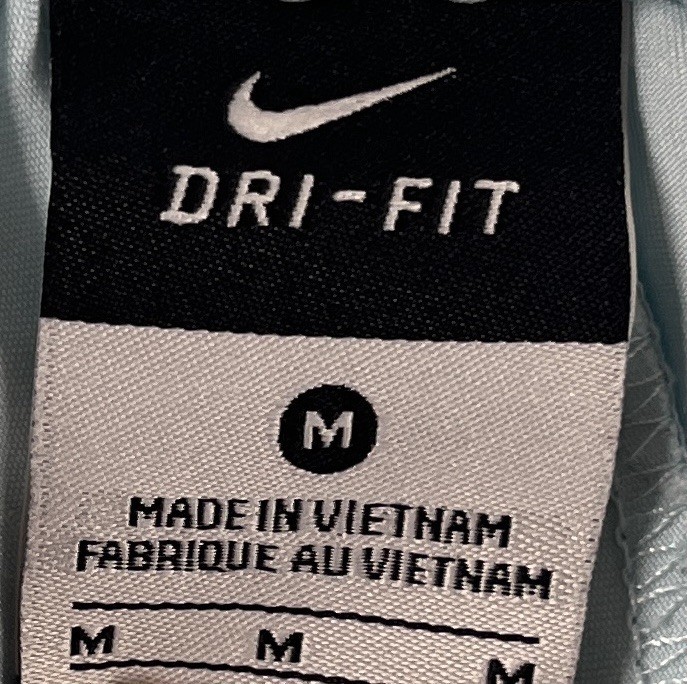 DRI-FIT
M
MADE IN VIETNAM
FABRIQUE AU VIETNAM
M M M